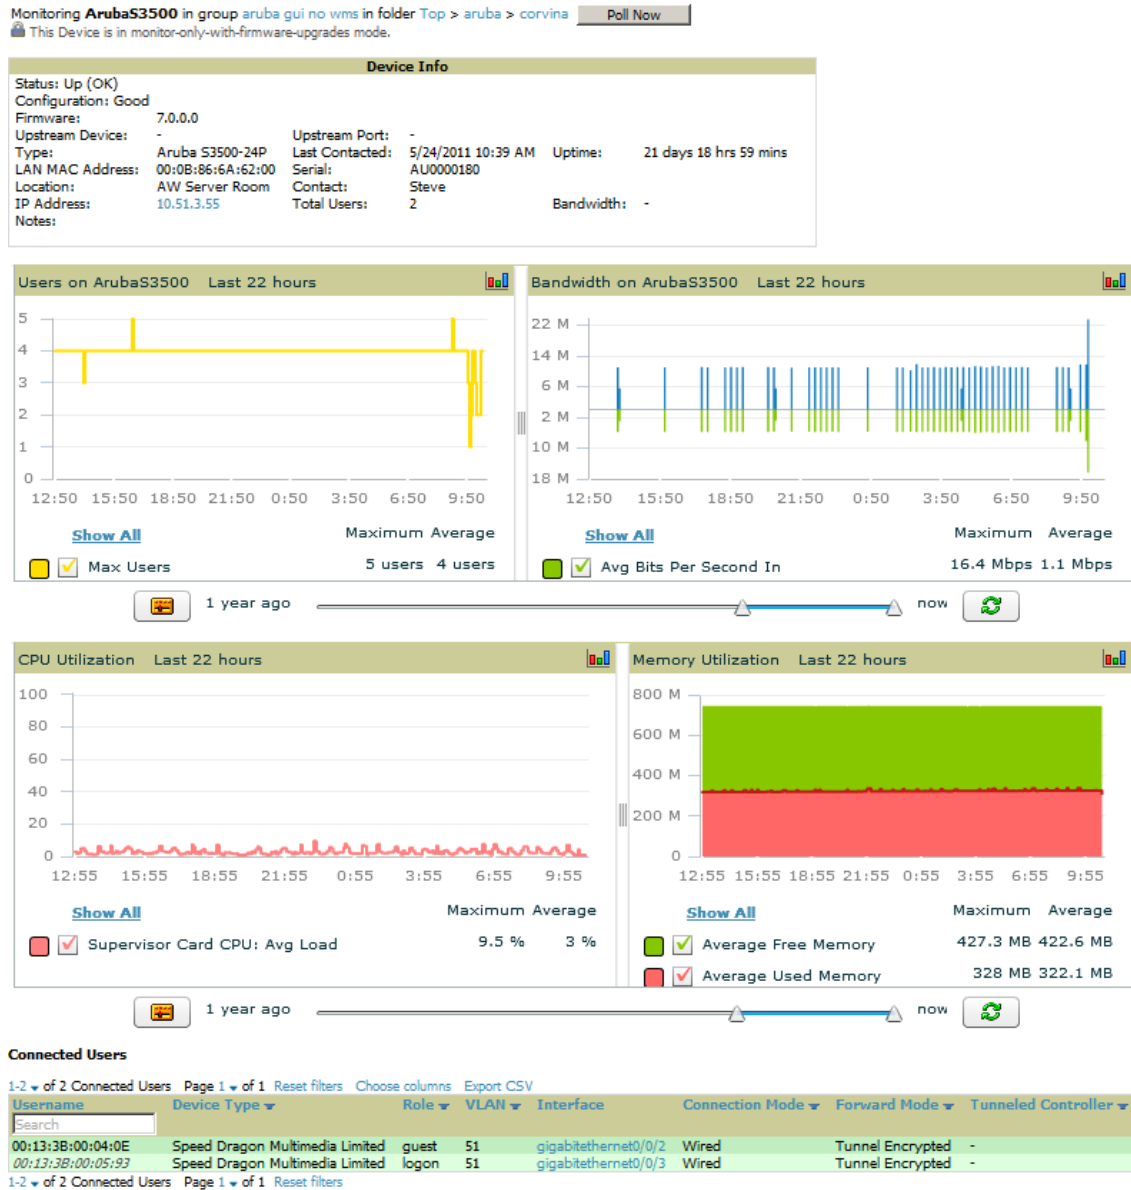 Monitoring ArubaS3500 in group aruba gui no wms in folder Top > aruba > corvina Poll Now
This Device is in monitor-only-with-firmware-upgrades mode.
Device Info
Status: Up (OK)
Configuration: Good
Firmware: 7.0.0.0
Upstream Device: - Upstream Port: -
Type: Aruba S3500-24P Last Contacted: 5/24/2011 10:39 AM Uptime: 21 days 18 hrs 59 mins
LAN MAC Address: 00:0B:86:6A:62:00 Serial: AU0000180
Location: AW Server Room Contact: Steve
IP Address: 10.51.3.55 Total Users: 2 Bandwidth: -
Notes:
Users on ArubaS3500 Last 22 hours
5
4
3
2
1
0
12:50 15:50 18:50 21:50 0:50 3:50 6:50 9:50
Show All Maximum Average
Max Users 5 users 4 users
Bandwidth on ArubaS3500 Last 22 hours
22 M
14 M
6 M
2 M
10 M
18 M
12:50 15:50 18:50 21:50 0:50 3:50 6:50 9:50
Show All Maximum Average
Avg Bits Per Second In 16.4 Mbps 1.1 Mbps
1 year ago now
CPU Utilization Last 22 hours
100
80
60
40
20
0
12:55 15:55 18:55 21:55 0:55 3:55 6:55 9:55
Show All Maximum Average
Supervisor Card CPU: Avg Load 9.5 % 3 %
Memory Utilization Last 22 hours
800 M
600 M
400 M
200 M
0
12:55 15:55 18:55 21:55 0:55 3:55 6:55 9:55
Show All Maximum Average
Average Free Memory 427.3 MB 422.6 MB
Average Used Memory 328 MB 322.1 MB
1 year ago now
Connected Users
1-2 of 2 Connected Users Page 1 of 1 Reset filters Choose columns Export CSV
Username Device Type Role VLAN Interface Connection Mode Forward Mode Tunneled Controller
Search
00:13:3B:00:04:0E Speed Dragon Multimedia Limited guest 51 gigabitethernet0/0/2 Wired Tunnel Encrypted -
00:13:3B:00:05:93 Speed Dragon Multimedia Limited logon 51 gigabitethernet0/0/3 Wired Tunnel Encrypted -
1-2 of 2 Connected Users Page 1 of 1 Reset filters